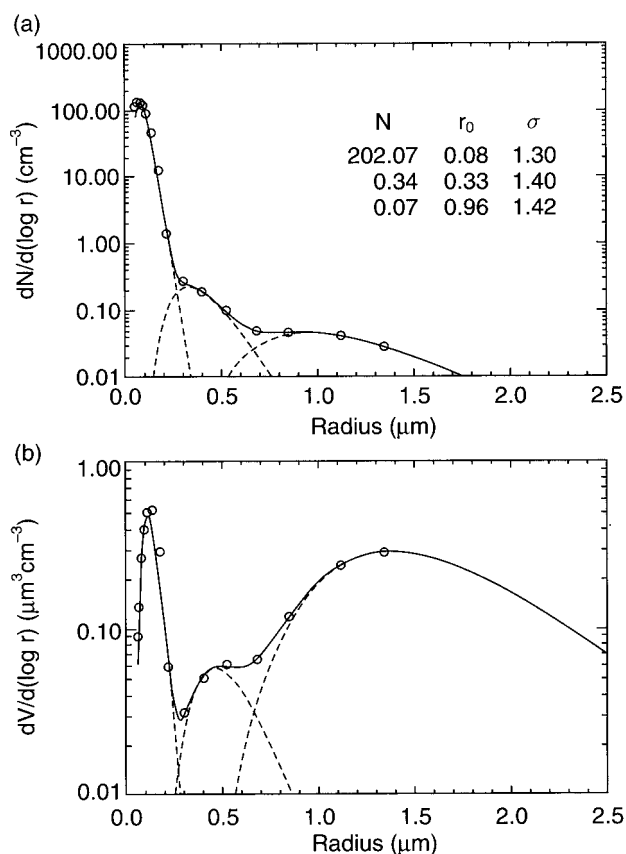 (a)
1000.00
100.00
10.00
1.00
0.10
0.01
dN/d(log r) (cm⁻³)
N r₀ σ
202.07 0.08 1.30
0.34 0.33 1.40
0.07 0.96 1.42
0.0 0.5 1.0 1.5 2.0 2.5
Radius (μm)
(b)
1.00
0.10
0.01
dV/d(log r) (μm³cm⁻³)
0.0 0.5 1.0 1.5 2.0 2.5
Radius (μm)